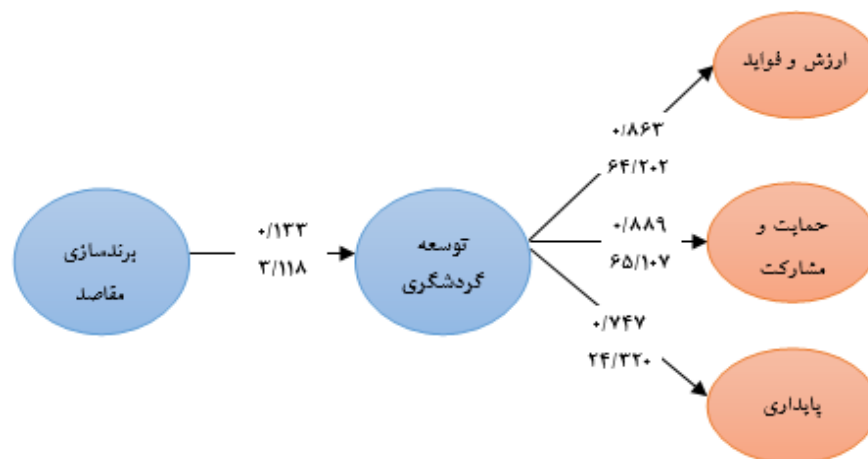 ارزش و فواید
۰/۸۶۳
۶۴/۲۰۲
برندسازی
مقاصد
۰/۱۳۳
۳/۱۱۸
توسعه
گردشگری
۰/۸۸۹
۶۵/۱۰۷
حمایت و
مشارکت
۰/۷۴۷
۲۴/۳۲۰
پایداری